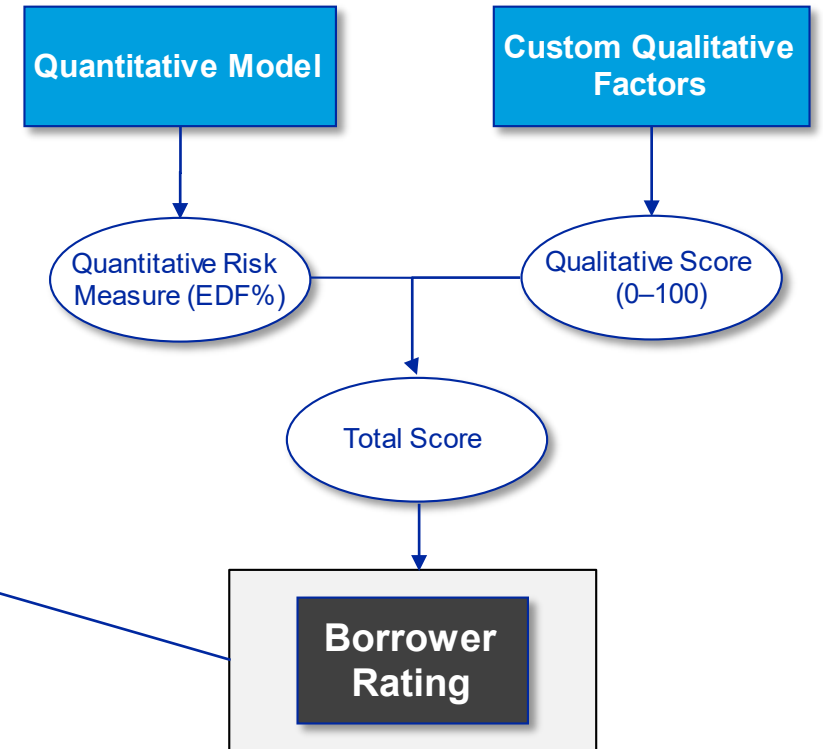 Quantitative Model
Custom Qualitative
Factors
Quantitative Risk
Measure (EDF%)
Qualitative Score
(0–100)
Total Score
Borrower
Rating